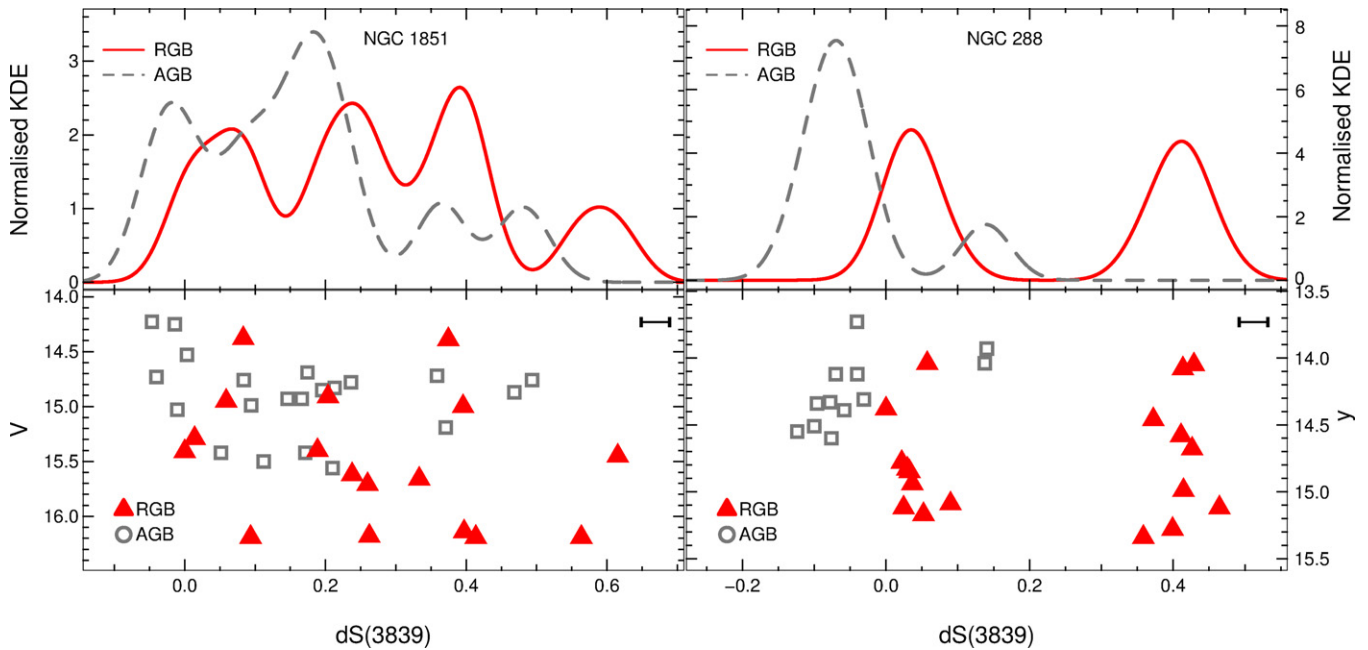 NGC 1851
RGB
AGB
Normalised KDE
0
1
2
3
NGC 288
RGB
AGB
Normalised KDE
8
6
4
2
0
14.0
14.5
15.0
15.5
16.0
V
RGB
AGB
0.0
0.2
0.4
0.6
dS(3839)
13.5
14.0
14.5
15.0
15.5
y
RGB
AGB
−0.2
0.0
0.2
0.4
dS(3839)